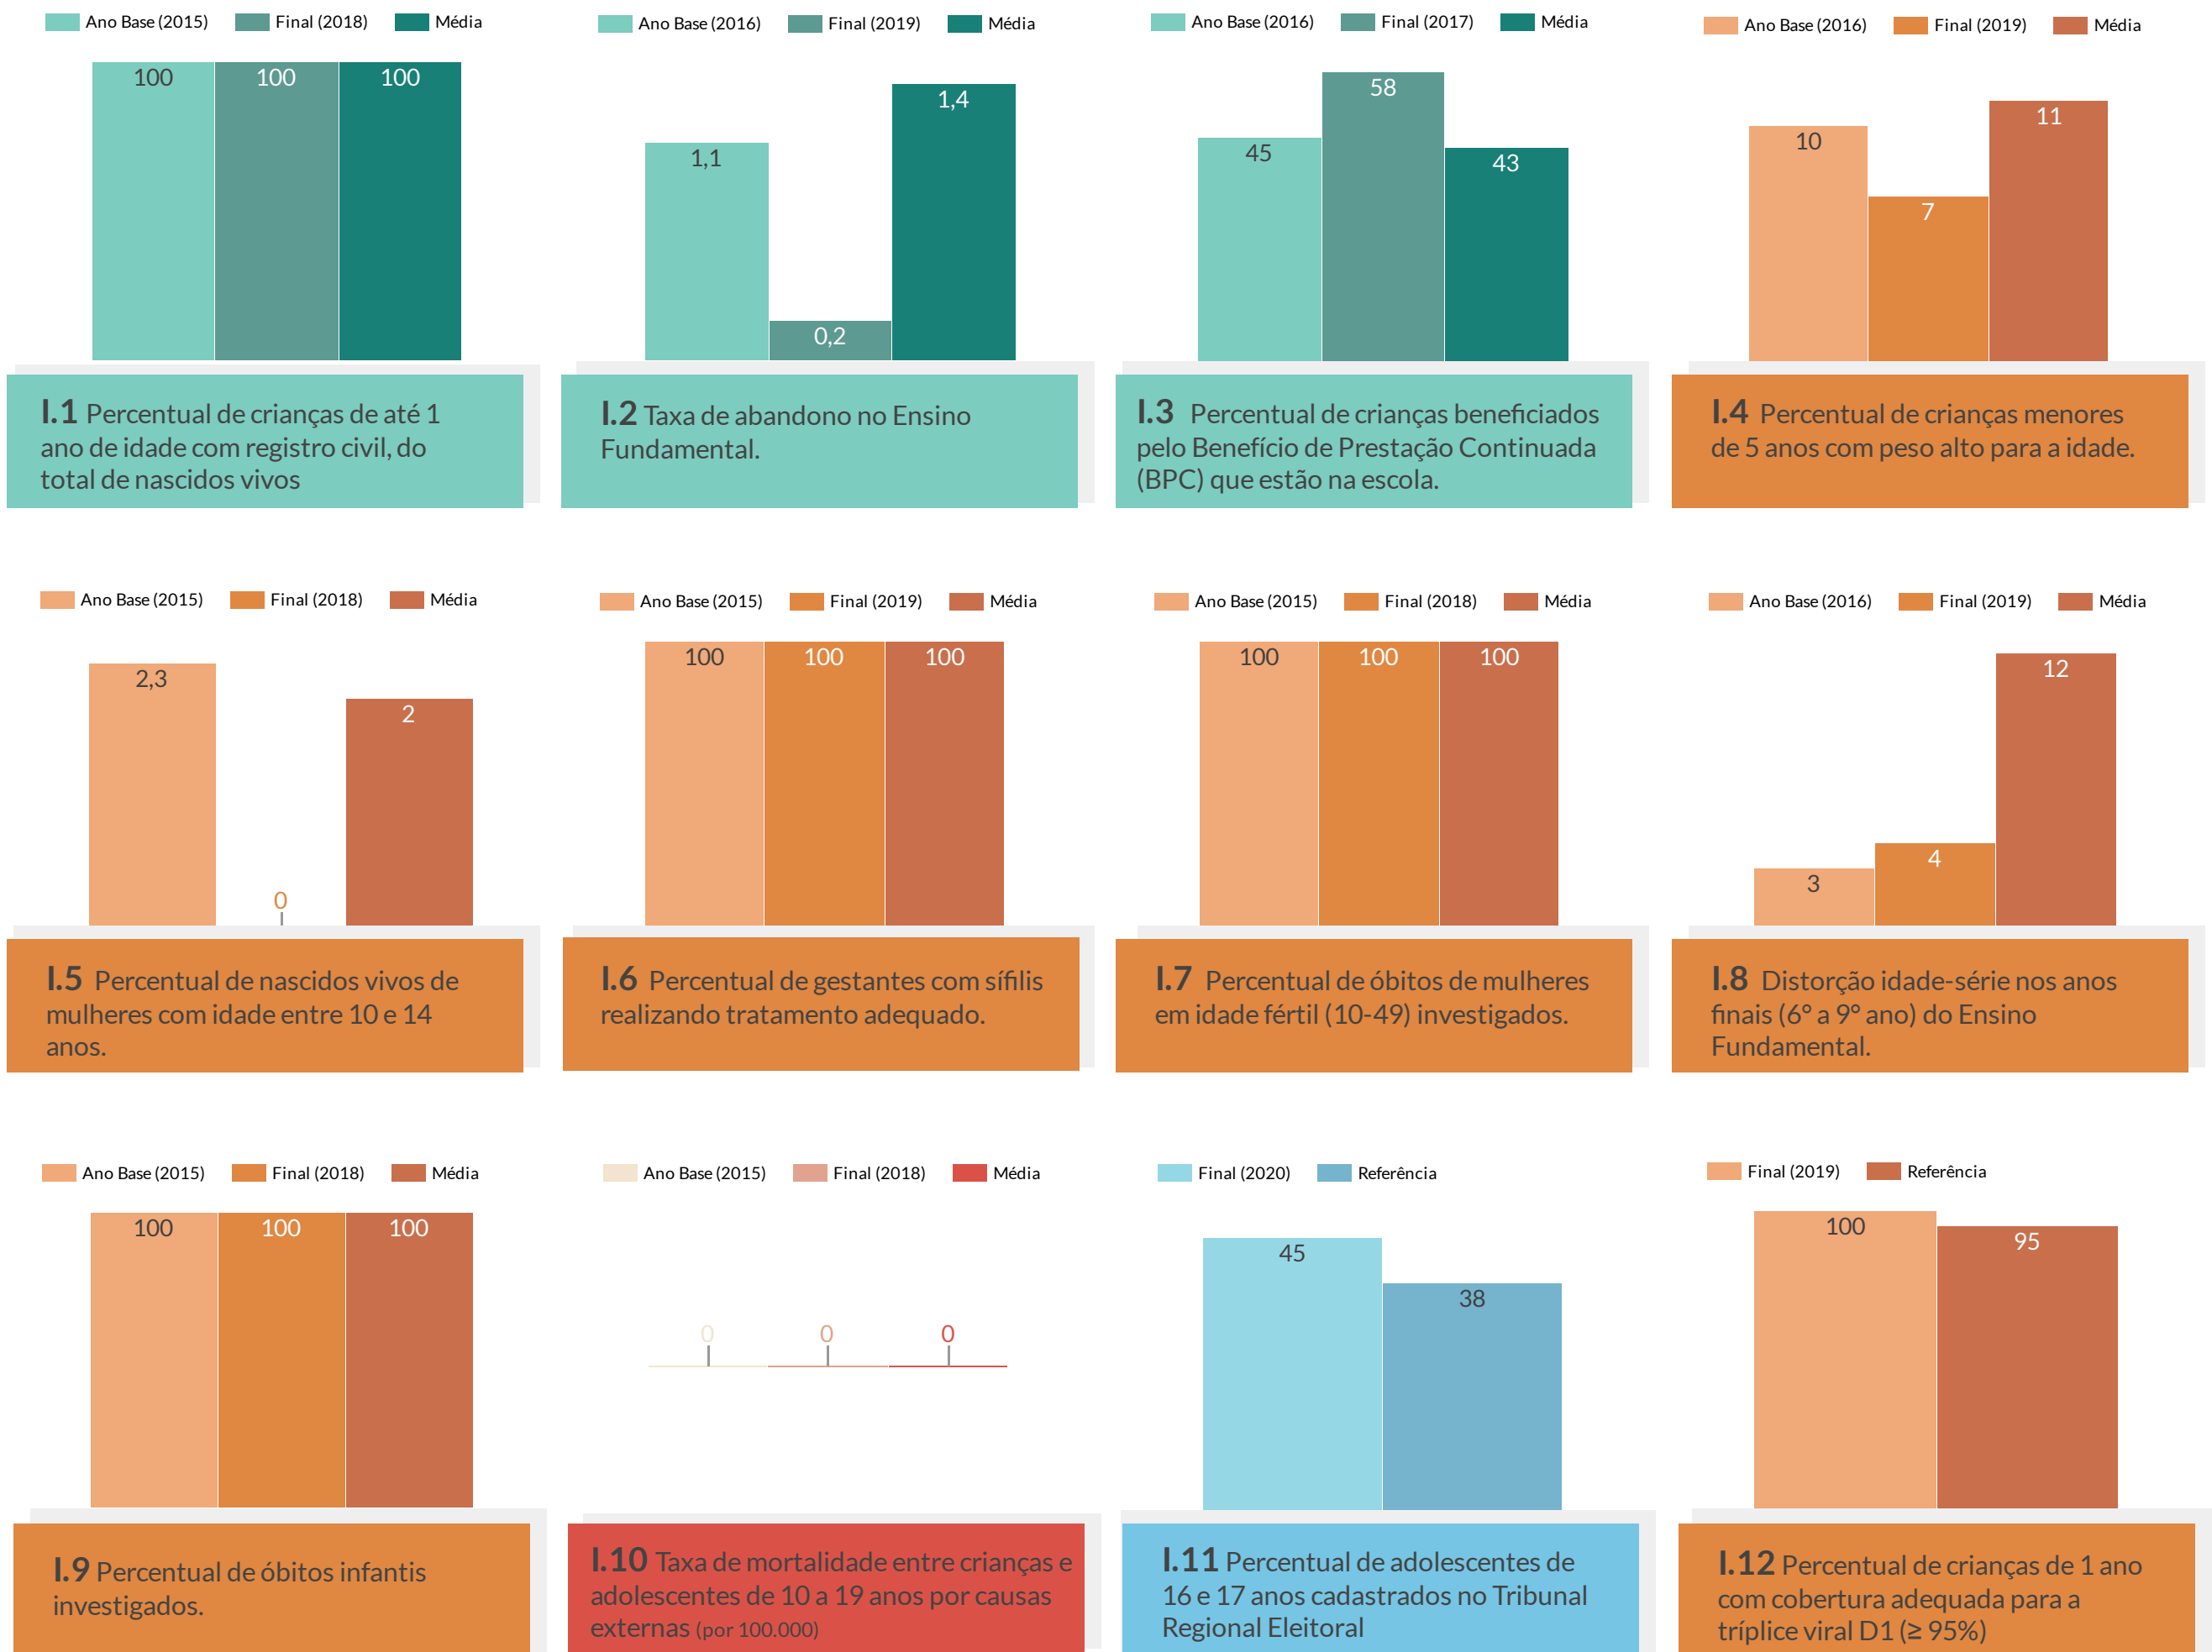 Ano Base (2015) Final (2018) Média
100 100 100
I.1 Percentual de crianças de até 1
ano de idade com registro civil, do
total de nascidos vivos
Ano Base (2016) Final (2019) Média
1,1 0,2 1,4
I.2 Taxa de abandono no Ensino
Fundamental.
Ano Base (2016) Final (2017) Média
45 58 43
I.3 Percentual de crianças beneficiados
pelo Benefício de Prestação Continuada
(BPC) que estão na escola.
Ano Base (2016) Final (2019) Média
10 7 11
I.4 Percentual de crianças menores
de 5 anos com peso alto para a idade.
Ano Base (2015) Final (2018) Média
2,3 0 2
I.5 Percentual de nascidos vivos de
mulheres com idade entre 10 e 14
anos.
Ano Base (2015) Final (2019) Média
100 100 100
I.6 Percentual de gestantes com sífilis
realizando tratamento adequado.
Ano Base (2015) Final (2018) Média
100 100 100
I.7 Percentual de óbitos de mulheres
em idade fértil (10-49) investigados.
Ano Base (2016) Final (2019) Média
3 4 12
I.8 Distorção idade-série nos anos
finais (6° a 9° ano) do Ensino
Fundamental.
Ano Base (2015) Final (2018) Média
100 100 100
I.9 Percentual de óbitos infantis
investigados.
Ano Base (2015) Final (2018) Média
0 0 0
I.10 Taxa de mortalidade entre crianças e
adolescentes de 10 a 19 anos por causas
externas (por 100.000)
Final (2020) Referência
45 38
I.11 Percentual de adolescentes de
16 e 17 anos cadastrados no Tribunal
Regional Eleitoral
Final (2019) Referência
100 95
I.12 Percentual de crianças de 1 ano
com cobertura adequada para a
tríplice viral D1 (≥ 95%)